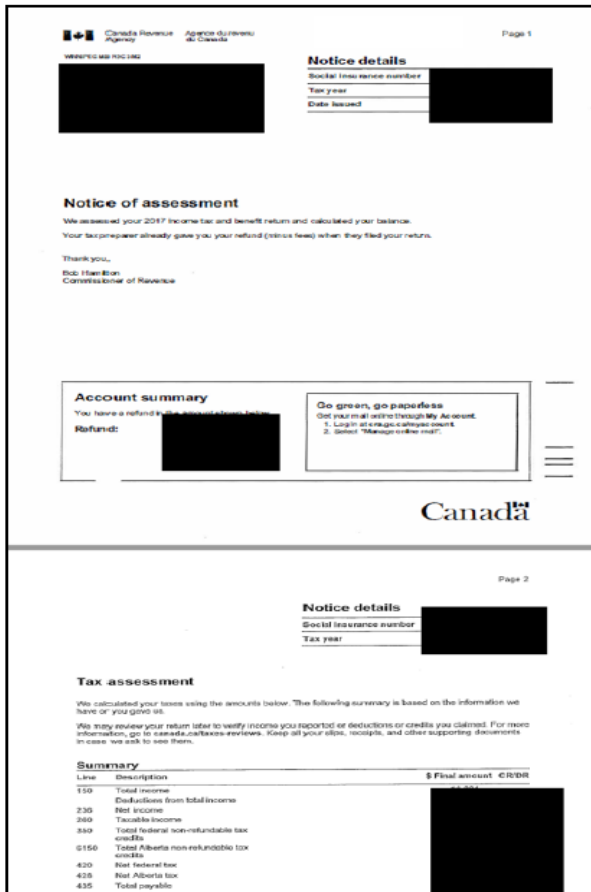 Canada Revenue Agence du revenu
Agency du Canada
Page 1
WINNIPEG MB
Notice details
Social insurance number
Tax year
Date issued
Notice of assessment
We assessed your 2017 income tax and benefit return and calculated your balance.
Your tax preparer already gave you your refund (minus fees) when they filed your return.
Thank you,
Bob Hamilton
Commissioner of Revenue
Account summary
You have a refund in the amount shown below.
Refund:
Go green, go paperless
Get your mail online through My Account.
1. Log in at cra.gc.ca/myaccount.
2. Select "Manage online mail".
Canada
Page 2
Notice details
Social insurance number
Tax year
Tax assessment
We calculated your taxes using the amounts below. The following summary is based on the information we
have or you gave us.
We may review your return later to verify income you reported or deductions or credits you claimed. For more
information, go to canada.ca/taxes-reviews. Keep all your slips, receipts, and other supporting documents
in case we ask to see them.
Summary
Line Description $ Final amount CR/DR
150 Total income
Deductions from total income
236 Net income
260 Taxable income
350 Total federal non-refundable tax
credits
6150 Total Alberta non-refundable tax
credits
420 Net federal tax
428 Net Alberta tax
435 Total payable